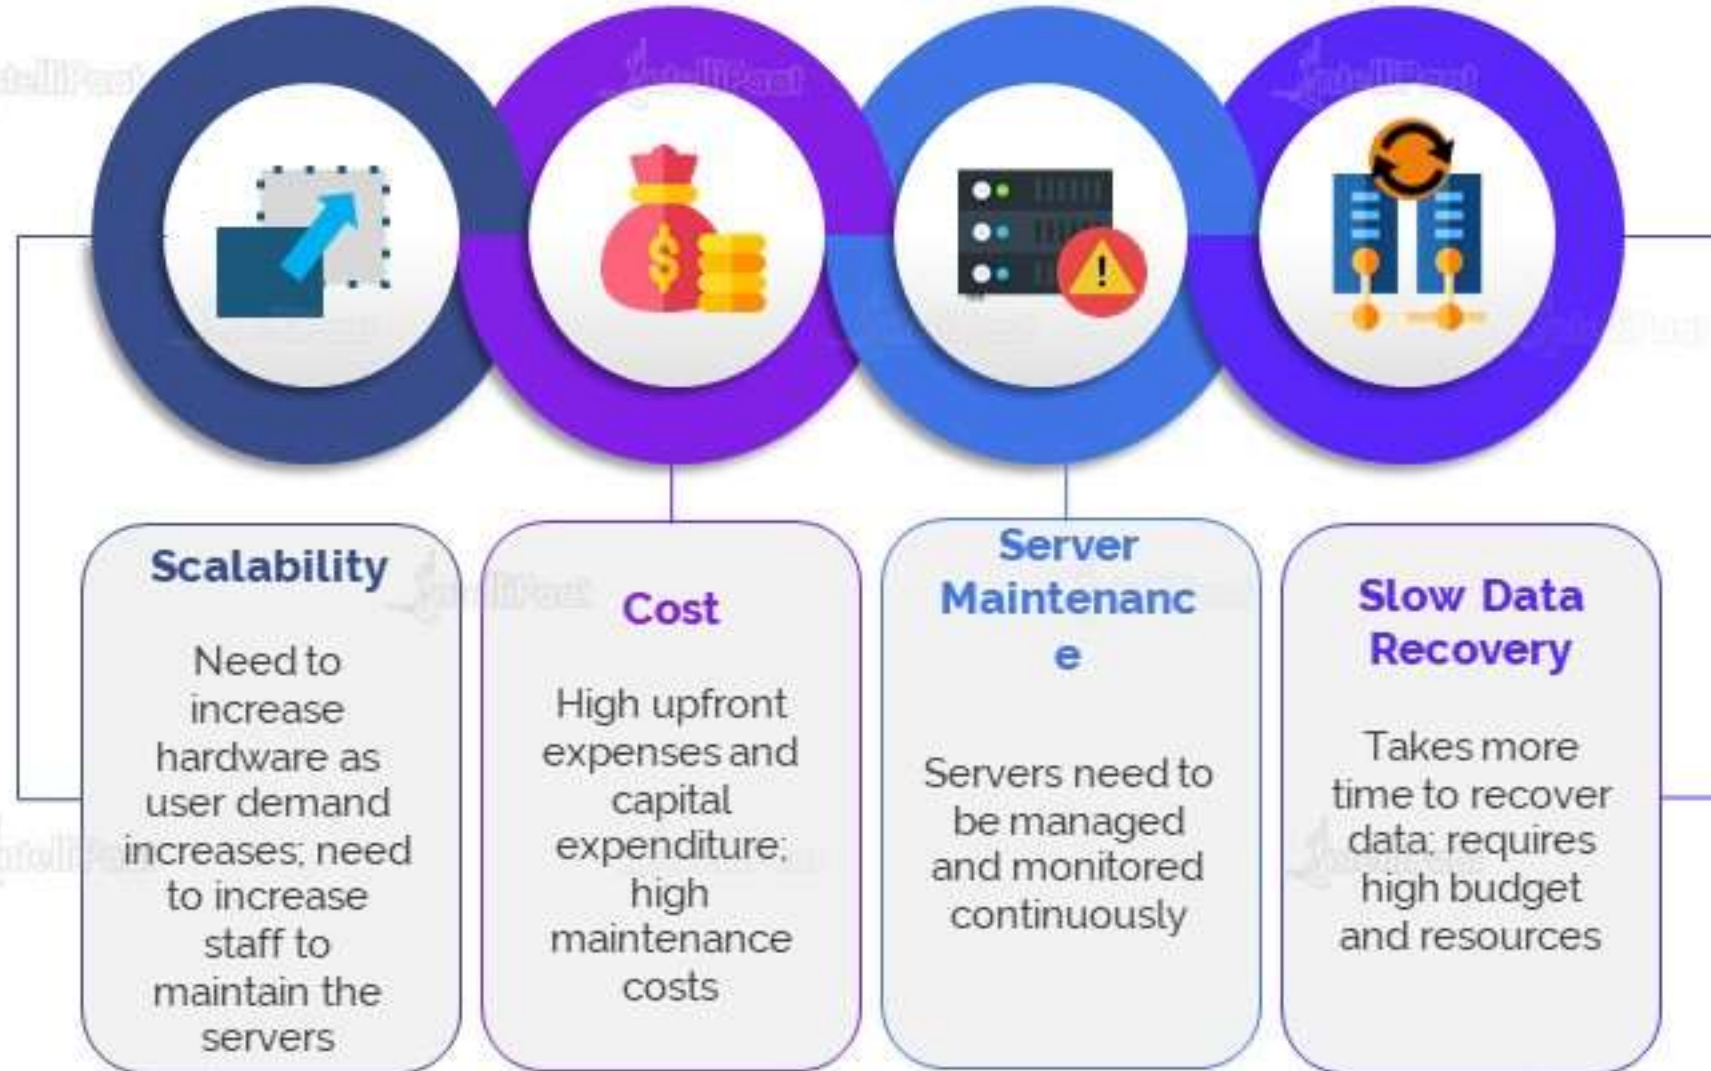 Scalability
Need to
increase
hardware as
user demand
increases; need
to increase
staff to
maintain the
servers
Cost
High upfront
expenses and
capital
expenditure;
high
maintenance
costs
Server
Maintenanc
e
Servers need to
be managed
and monitored
continuously
Slow Data
Recovery
Takes more
time to recover
data; requires
high budget
and resources